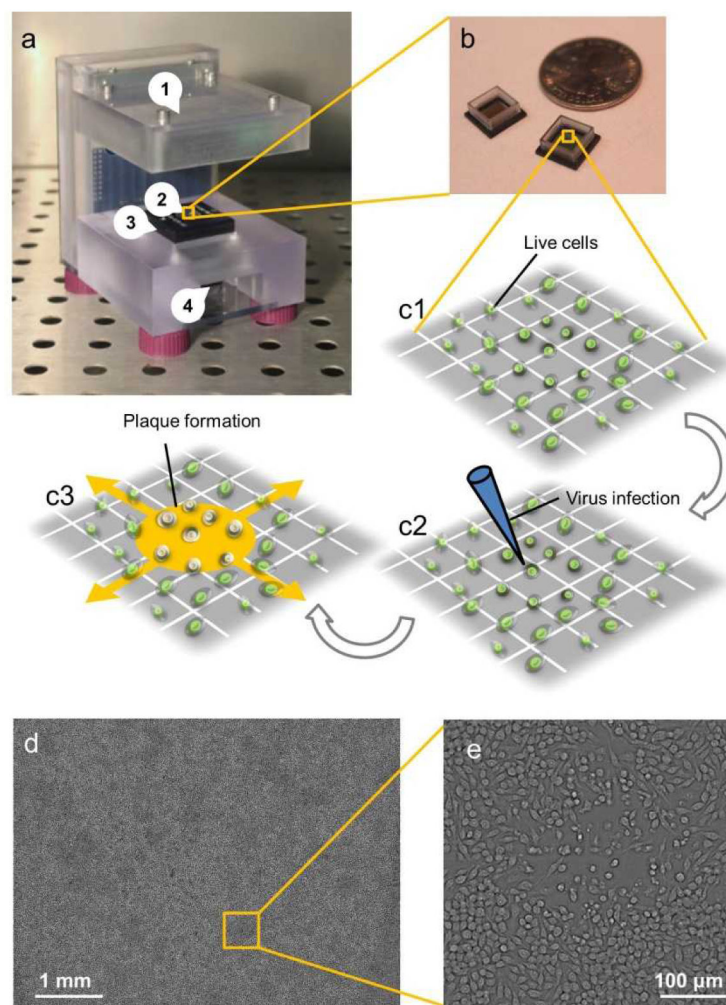 a
1
2
3
4
b
Live cells
c1
Plaque formation
c3
Virus infection
c2
d
1 mm
e
100 μm